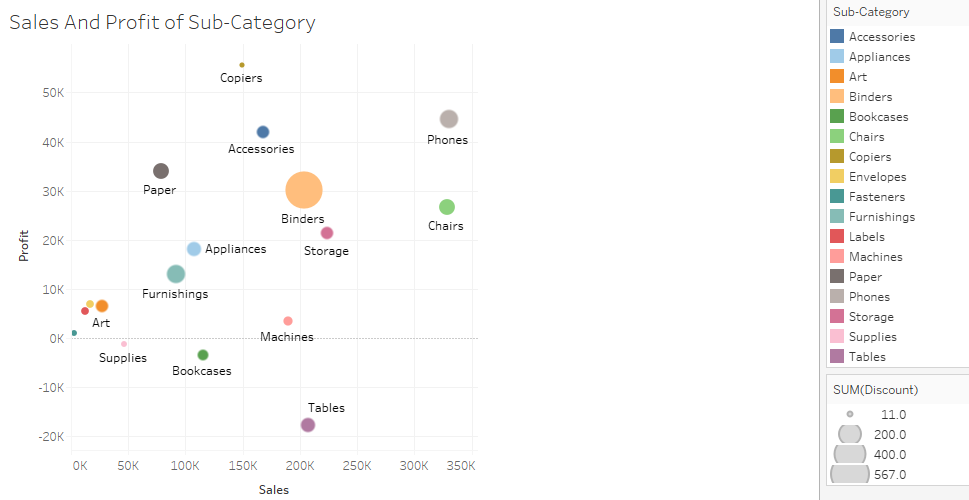 Sales And Profit of Sub-Category
Copiers
50K
Phones
40K
Accessories
Paper
30K
Binders
Chairs
20K
Appliances
Storage
Profit
Furnishings
10K
Art
Machines
0K
Supplies
Bookcases
-10K
Tables
-20K
0K 50K 100K 150K 200K 250K 300K 350K
Sales
Sub-Category
Accessories
Appliances
Art
Binders
Bookcases
Chairs
Copiers
Envelopes
Fasteners
Furnishings
Labels
Machines
Paper
Phones
Storage
Supplies
Tables
SUM(Discount)
11.0
200.0
400.0
567.0